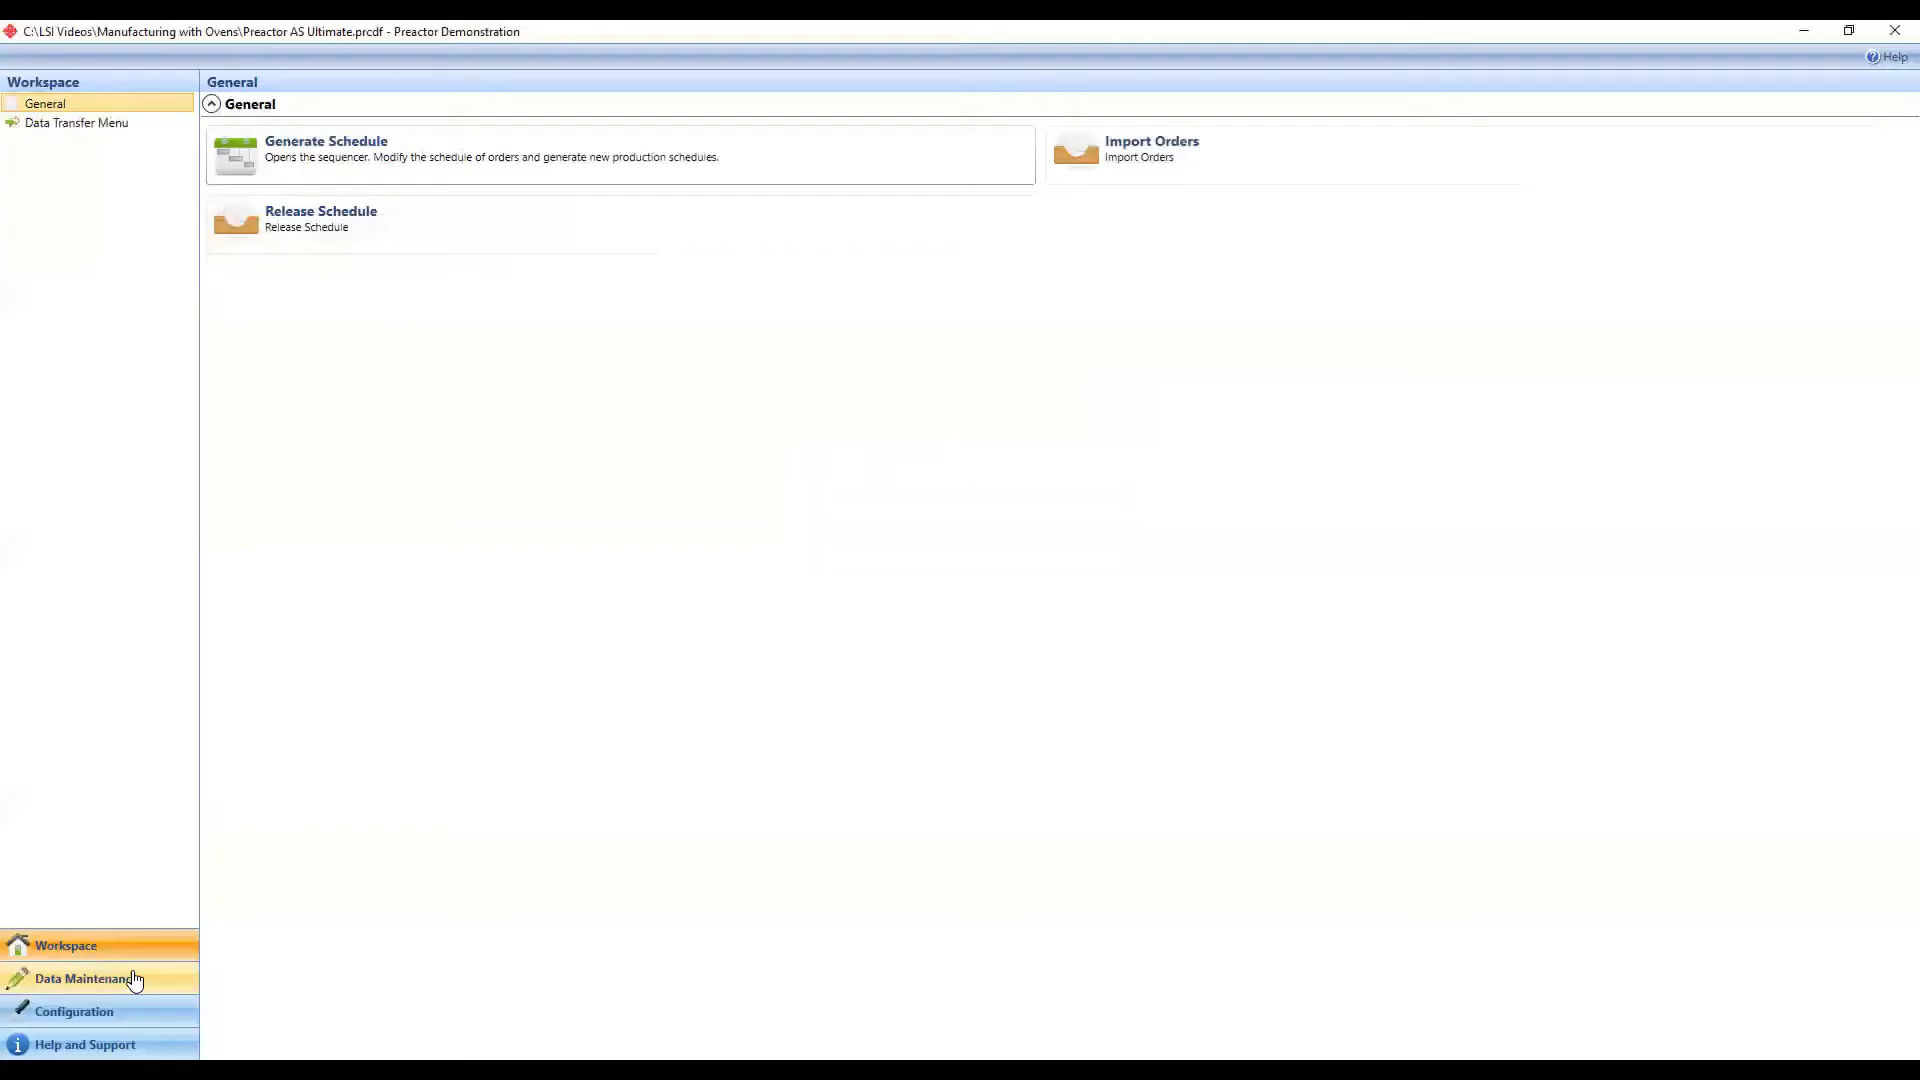 C:\LSI Videos\Manufacturing with Ovens\Preactor AS Ultimate.prcdf - Preactor Demonstration
Help
Workspace
General
General
General
Data Transfer Menu
Generate Schedule
Opens the sequencer. Modify the schedule of orders and generate new production schedules.
Import Orders
Import Orders
Release Schedule
Release Schedule
Workspace
Data Maintenanc
Configuration
Help and Support